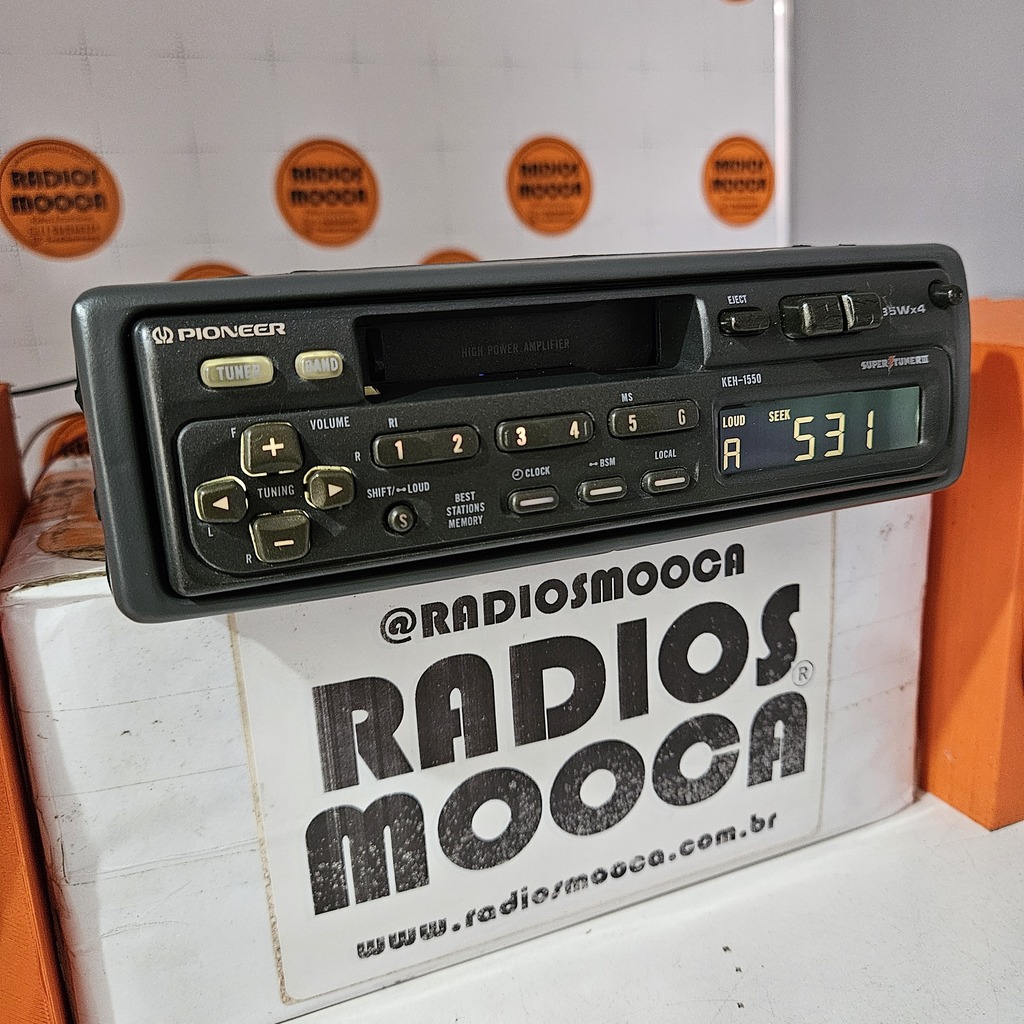 RADIOS
MOOCA
RADIOS
MOOCA
RADIOS
MOOCA
RADIOS
MOOCA
PIONEER
HIGH POWER AMPLIFIER
EJECT
35Wx4
TUNER
BAND
SUPER TUNER III
KEH-1550
F
VOLUME
RI
MS
R
+
1 2
3 4
5 6
LOUD SEEK
A 531
TUNING
SHIFT/LOUD
CLOCK
BSM
LOCAL
L
R
−
S
BEST
STATIONS
MEMORY
@RADIOSMOOCA
RADIOS
MOOCA®
www.radiosmooca.com.br